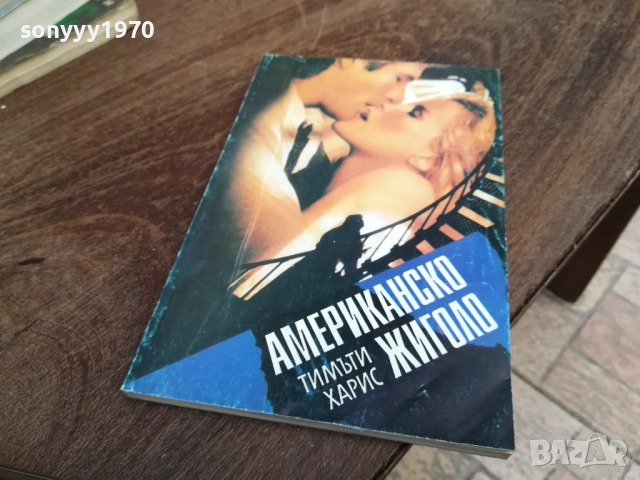 sonyyy1970
АМЕРИКАНСКО
ЖИГОЛО
ТИМЪТИ
ХАРИС
BAZAR